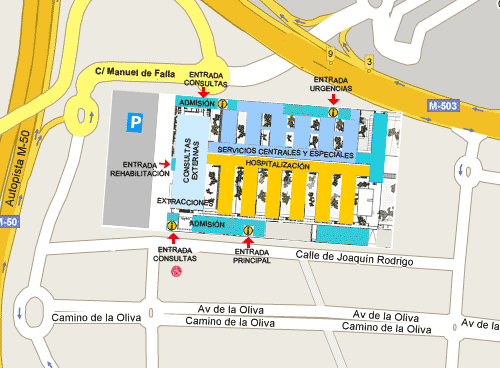 9
3
C/ Manuel de Falla
ENTRADA
CONSULTAS
ENTRADA
URGENCIAS
M-503
ADMISIÓN
i
i
P
Autopista M-50
CONSULTAS
EXTERNAS
SERVICIOS CENTRALES Y ESPECIALES
HOSPITALIZACIÓN
ENTRADA
REHABILITACIÓN
EXTRACCIONES
M-50
i
ADMISIÓN
i
ENTRADA
CONSULTAS
ENTRADA
PRINCIPAL
Calle de Joaquín Rodrigo
Camino de la Oliva
Av de la Oliva
Camino de la Oliva
Av de la Oliva
Camino de la Oliva
Av de la